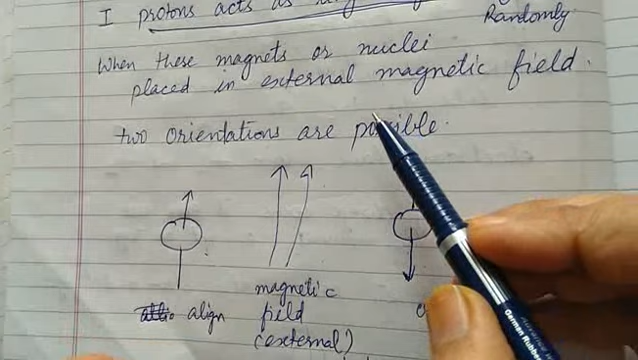 I protons acts as
Randomly
When these magnets or nuclei
placed in external magnetic field.
two orientations are possible.
align
magnetic
field
(external)